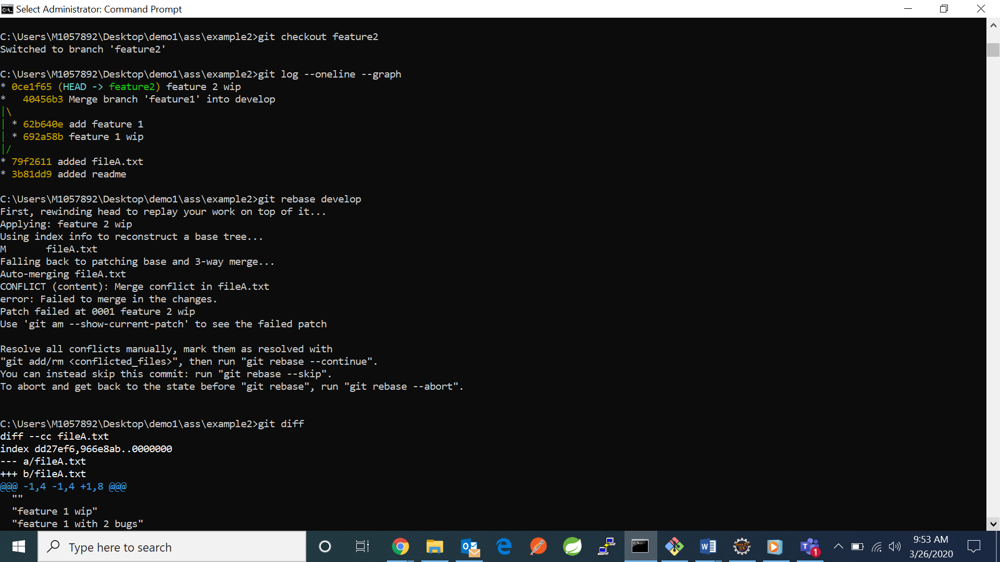 Select Administrator: Command Prompt
C:\Users\M1057892\Desktop\demo1\ass\example2>git checkout feature2
Switched to branch 'feature2'
C:\Users\M1057892\Desktop\demo1\ass\example2>git log --oneline --graph
* 0ce1f65 (HEAD -> feature2) feature 2 wip
*   40456b3 Merge branch 'feature1' into develop
|\
| * 62b640e add feature 1
| * 692a58b feature 1 wip
|/
* 79f2611 added fileA.txt
* 3b81dd9 added readme
C:\Users\M1057892\Desktop\demo1\ass\example2>git rebase develop
First, rewinding head to replay your work on top of it...
Applying: feature 2 wip
Using index info to reconstruct a base tree...
M       fileA.txt
Falling back to patching base and 3-way merge...
Auto-merging fileA.txt
CONFLICT (content): Merge conflict in fileA.txt
error: Failed to merge in the changes.
Patch failed at 0001 feature 2 wip
Use 'git am --show-current-patch' to see the failed patch
Resolve all conflicts manually, mark them as resolved with
"git add/rm <conflicted_files>", then run "git rebase --continue".
You can instead skip this commit: run "git rebase --skip".
To abort and get back to the state before "git rebase", run "git rebase --abort".
C:\Users\M1057892\Desktop\demo1\ass\example2>git diff
diff --cc fileA.txt
index dd27ef6,966e8ab..0000000
--- a/fileA.txt
+++ b/fileA.txt
@@@ -1,4 -1,4 +1,8 @@@
  ""
  "feature 1 wip"
  "feature 1 with 2 bugs"
Type here to search
9:53 AM
3/26/2020